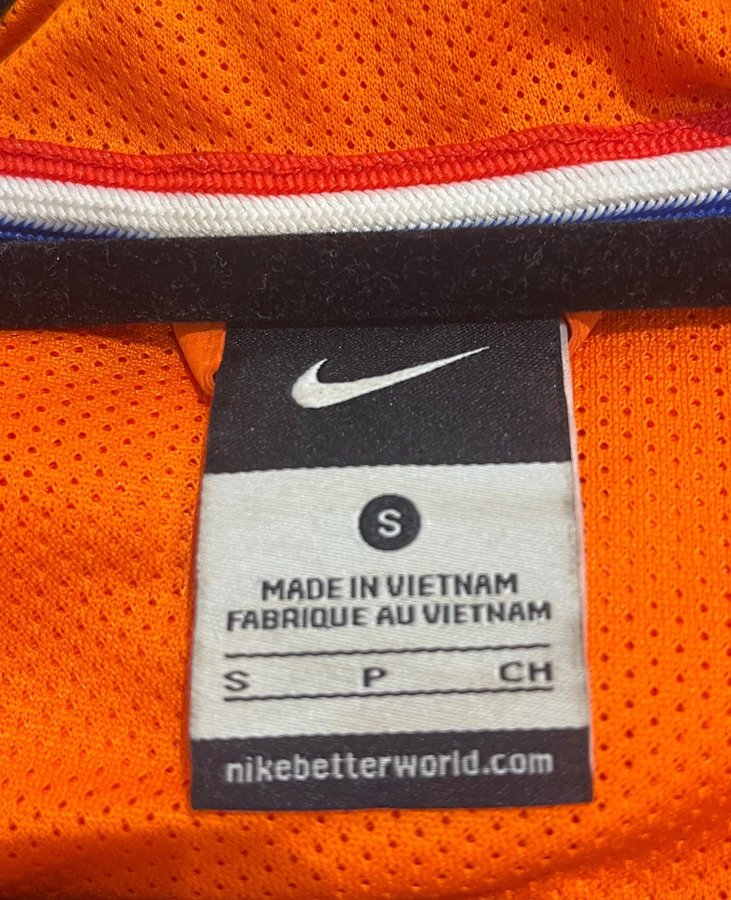 S
MADE IN VIETNAM
FABRIQUE AU VIETNAM
S P CH
nikebetterworld.com